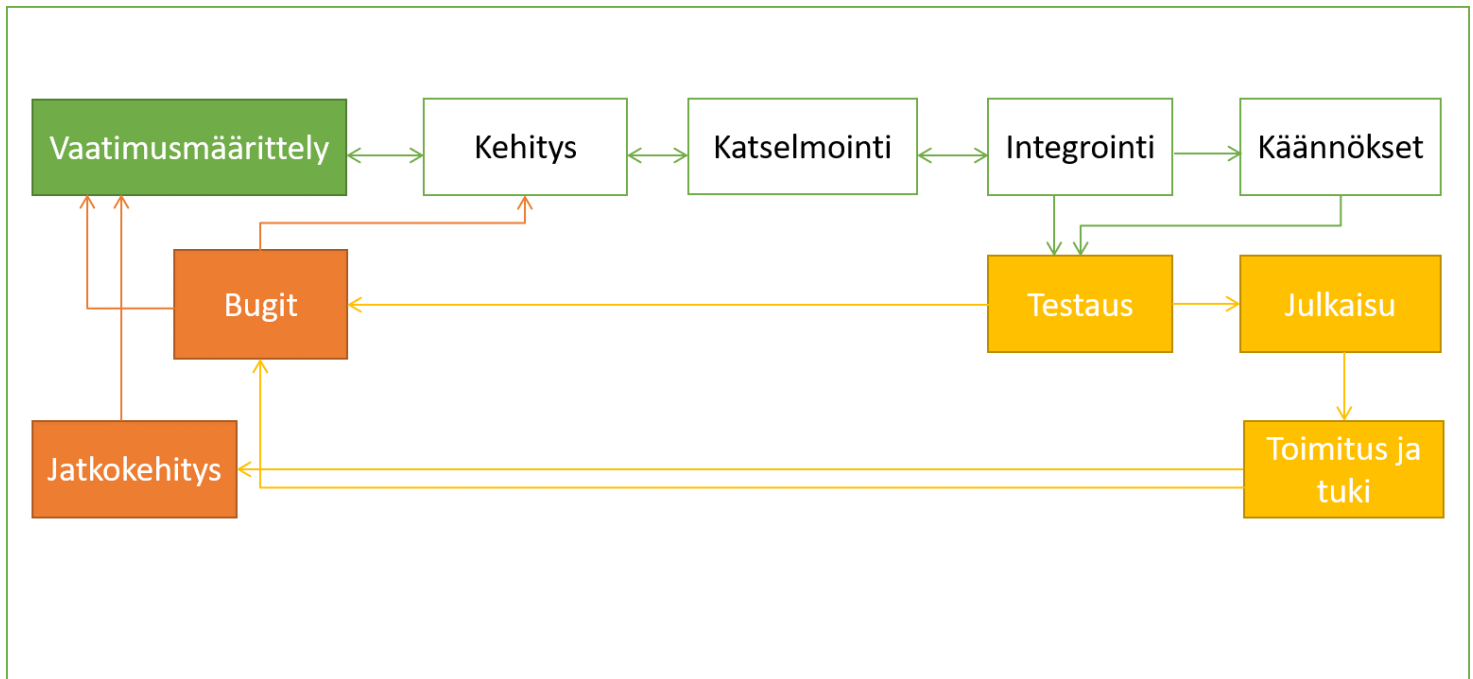 Vaatimusmäärittely
Kehitys
Katselmointi
Integrointi
Käännökset
Bugit
Testaus
Julkaisu
Jatkokehitys
Toimitus ja
tuki